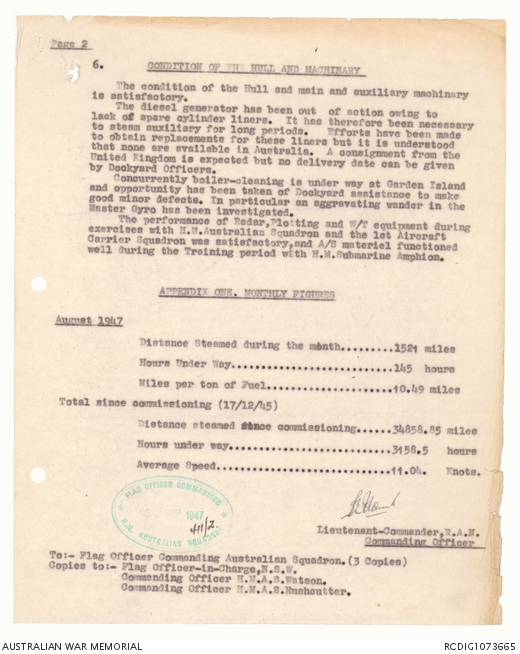 Page 2
6. CONDITION OF THE HULL AND MACHINARY
The condition of the Hull and main and auxiliary machinary
is satisfactory.
The diesel generator has been out of action owing to
lack of spare cylinder liners. It has therefore been necessary
to steam auxiliary for long periods. Efforts have been made
to obtain replacements for these liners but it is understood
that none are available in Australia. A consignment from the
United Kingdom is expected but no delivery date can be given
by Dockyard Officers.
Concurrently boiler-cleaning is under way at Garden Island
and opportunity has been taken of Dockyard assistance to make
good minor defects. In particular an aggravating wander in the
Master Gyro has been investigated.
The performance of Radar,Plotting and W/T equipment during
exercises with H.M.Australian Squadron and the 1st Aircraft
Carrier Squadron was satisfactory,and A/S materiel functioned
well during the Training period with H.M.Submarine Amphion.
APPENDIX ONE. MONTHLY FIGURES
August 1947
Distance Steamed during the month.........1521 miles
Hours Under Way...........................145 hours
Miles per ton of Fuel.....................10.49 miles
Total since commissioning (17/12/45)
Distance steamed since commissioning......34858.85 miles
Hours under way...........................3158.5 hours
Average Speed.............................11.04. Knots.
FLAG OFFICER COMMANDING
SEP 1947
411/2.
H.M. AUSTRALIAN SQUADRON
Lieutenant-Commander,R.A.N.
Commanding Officer
To:- Flag Officer Commanding Australian Squadron.(3 Copies)
Copies to:- Flag Officer-in-Charge,N.S.W.
Commanding Officer H.M.A.S.Watson.
Commanding Officer H.M.A.S.Rushcutter.
AUSTRALIAN WAR MEMORIAL
RCDIG1073665